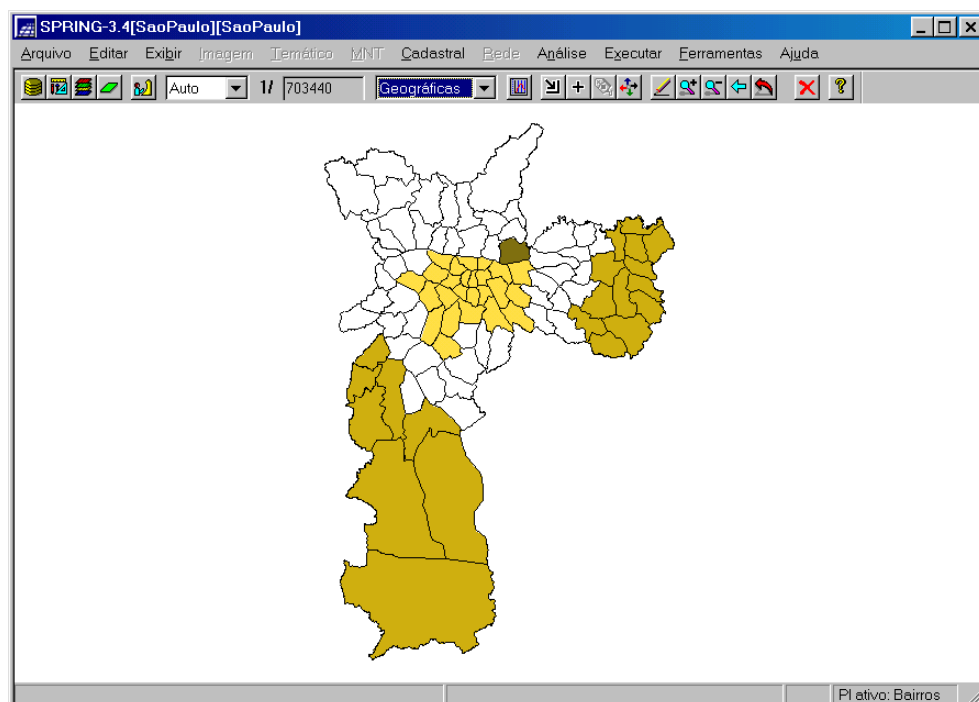 SPRING-3.4[SaoPaulo][SaoPaulo]
Arquivo Editar Exibir Imagem Temático MNT Cadastral Rede Análise Executar Ferramentas Ajuda
Auto 1/ 703440 Geográficas
PI ativo: Bairros